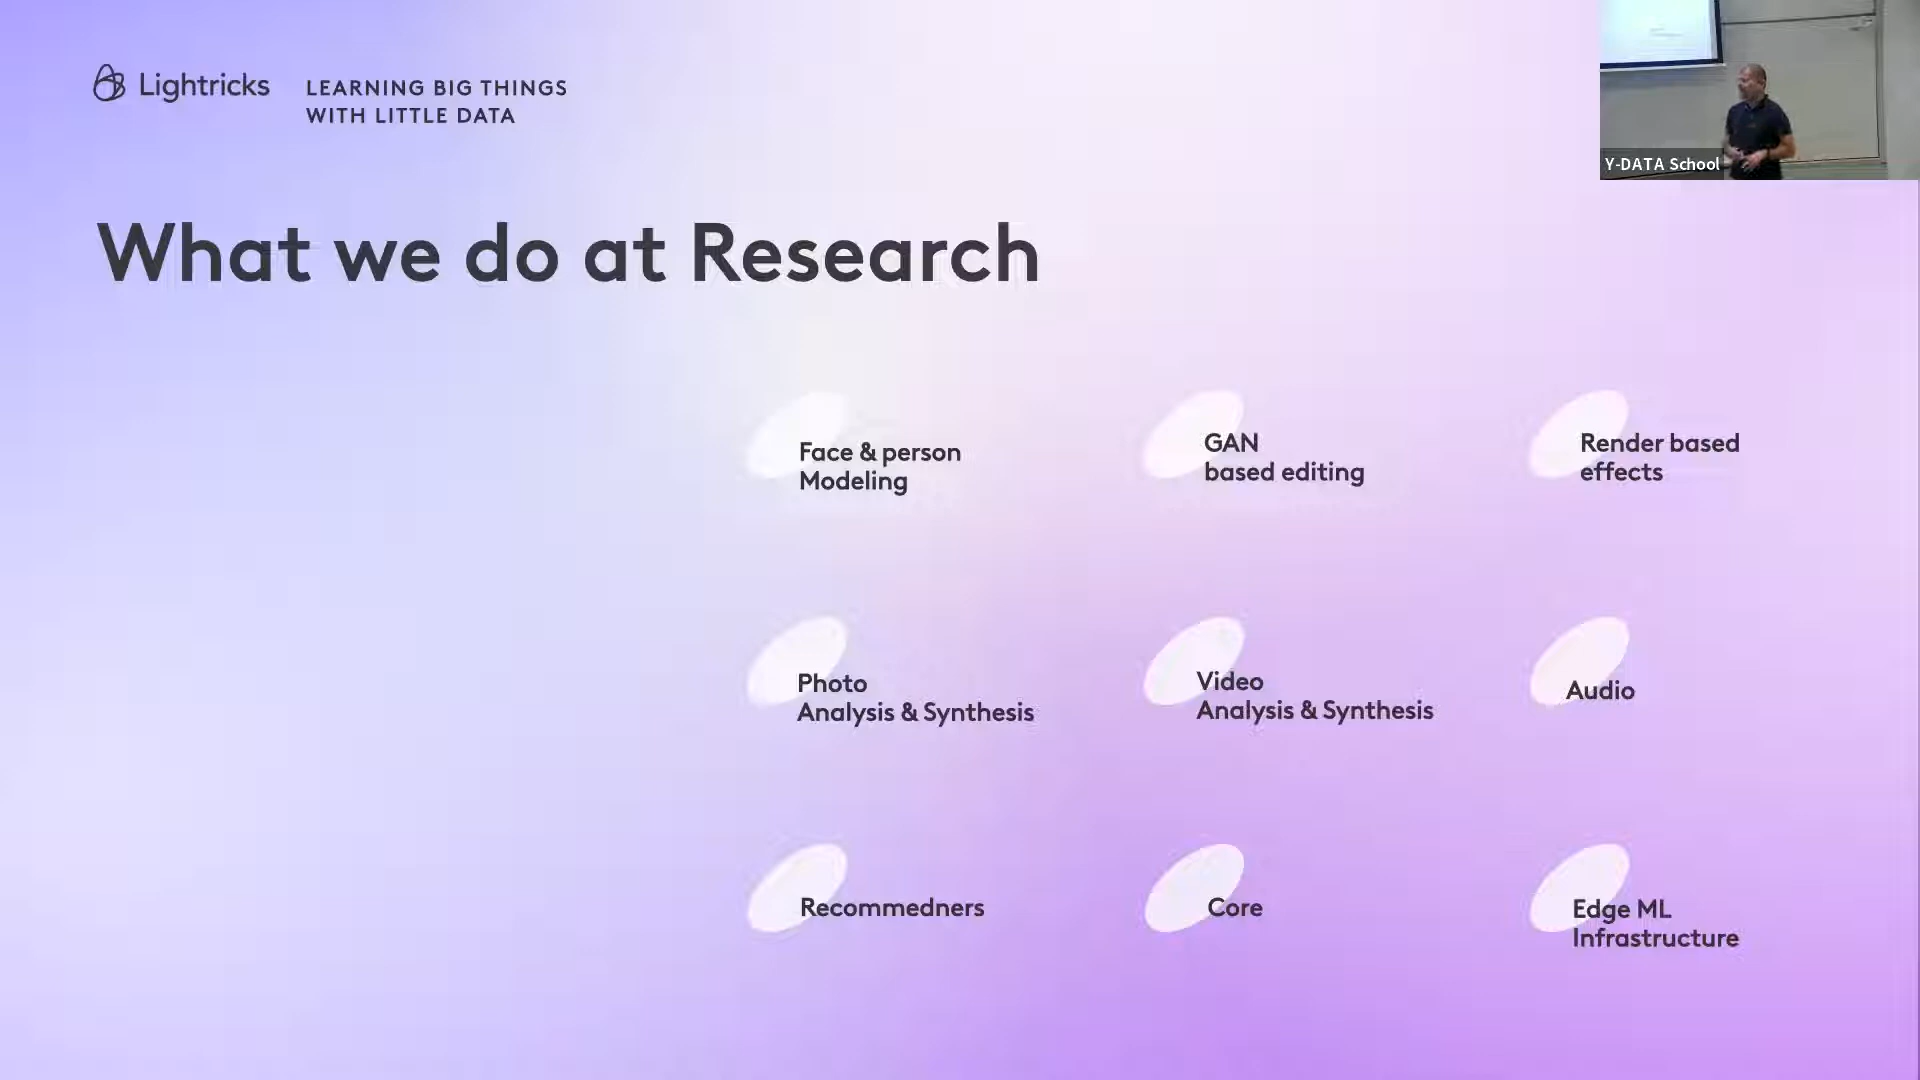 Lightricks
LEARNING BIG THINGS
WITH LITTLE DATA
Y-DATA School
What we do at Research
Face & person
Modeling
GAN
based editing
Render based
effects
Photo
Analysis & Synthesis
Video
Analysis & Synthesis
Audio
Recommedners
Core
Edge ML
Infrastructure